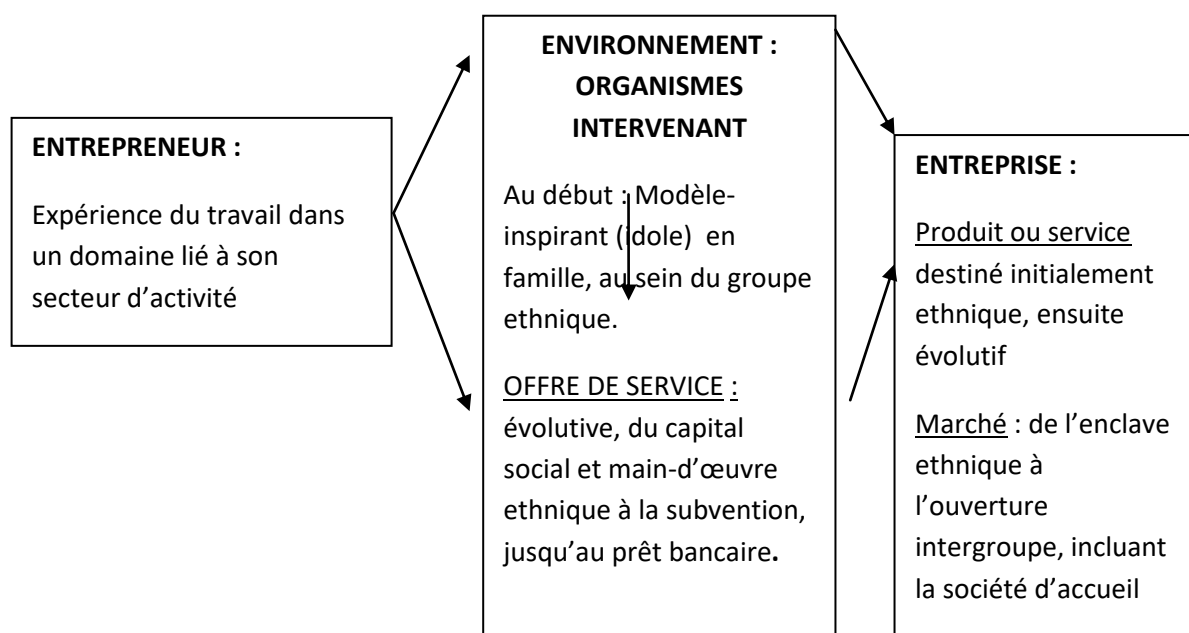 ENTREPRENEUR :
Expérience du travail dans
un domaine lié à son
secteur d’activité
ENVIRONNEMENT :
ORGANISMES
INTERVENANT
Au début : Modèle-
inspirant (idole) en
famille, au sein du groupe
ethnique.
OFFRE DE SERVICE :
évolutive, du capital
social et main-d’œuvre
ethnique à la subvention,
jusqu’au prêt bancaire.
ENTREPRISE :
Produit ou service
destiné initialement
ethnique, ensuite
évolutif
Marché : de l’enclave
ethnique à
l’ouverture
intergroupe, incluant
la société d’accueil